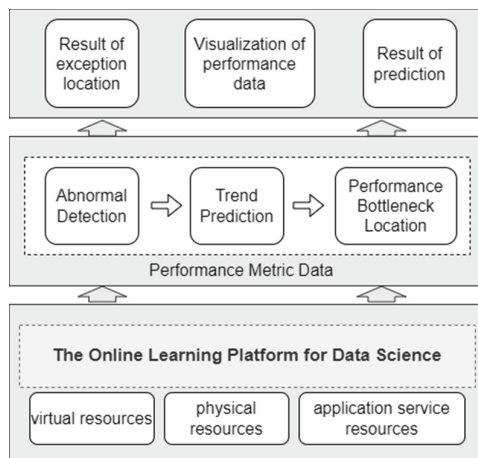 Result of
exception
location
Visualization of
performance
data
Result of
prediction
Abnormal
Detection
Trend
Prediction
Performance
Bottleneck
Location
Performance Metric Data
The Online Learning Platform for Data Science
virtual resources
physical
resources
application service
resources